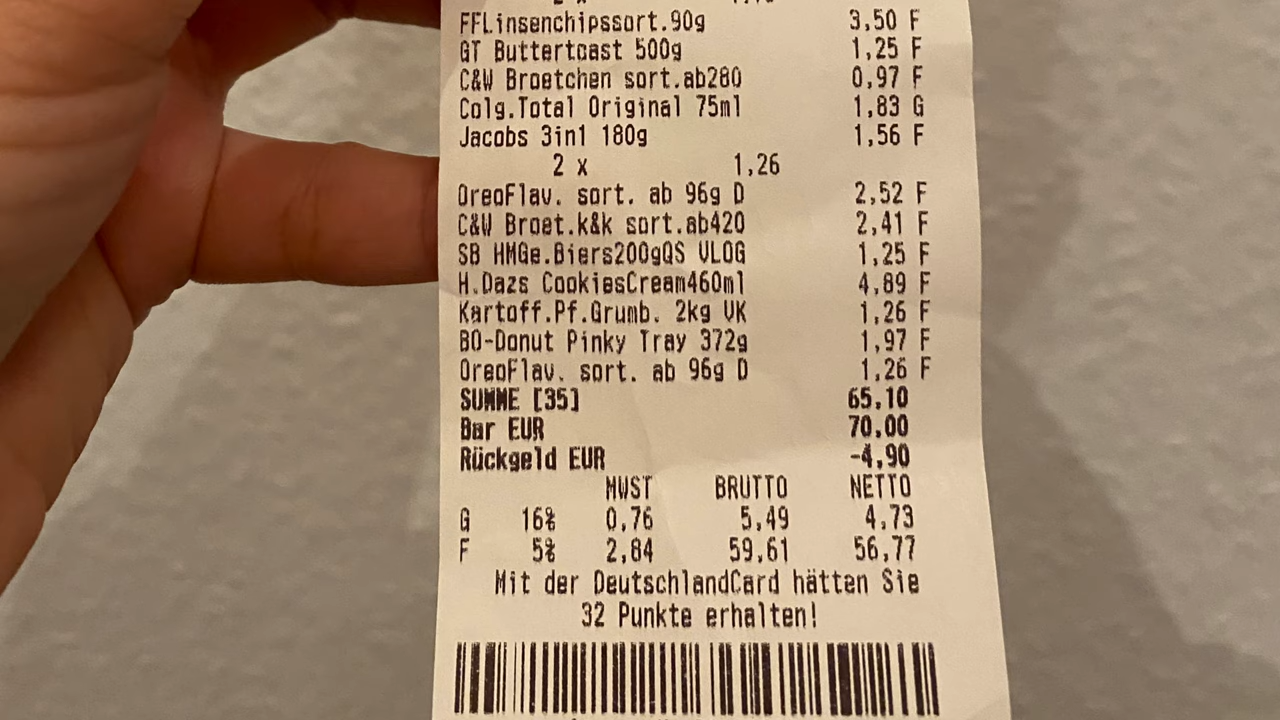 FFLinsenchipssort.90g 3,50 F
GT Buttertoast 500g 1,25 F
C&W Broetchen sort.ab280 0,97 F
Colg.Total Original 75ml 1,83 G
Jacobs 3in1 180g 1,56 F
2 x 1,26
OreoFlav. sort. ab 96g D 2,52 F
C&W Broet.k&k sort.ab420 2,41 F
SB HMGe.Biers200gQS VLOG 1,25 F
H.Dazs CookiesCream460ml 4,89 F
Kartoff.Pf.Grumb. 2kg VK 1,26 F
BO-Donut Pinky Tray 372g 1,97 F
OreoFlav. sort. ab 96g D 1,26 F
SUMME [35] 65,10
Bar EUR 70,00
Rückgeld EUR -4,90
MWST BRUTTO NETTO
G 16% 0,76 5,49 4,73
F 5% 2,84 59,61 56,77
Mit der DeutschlandCard hätten Sie
32 Punkte erhalten!